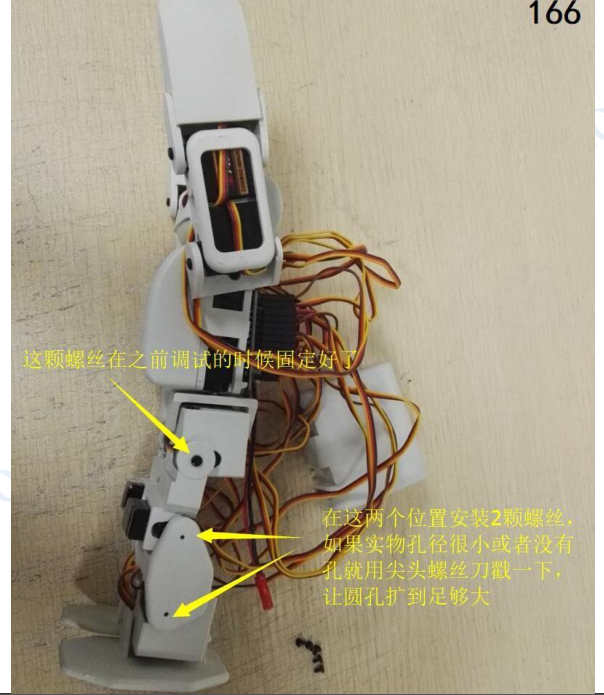 166
这颗螺丝在之前调试的时候固定好了
在这两个位置安装2颗螺丝，
如果实物孔径很小或者没有
孔就用尖头螺丝刀戳一下，
让圆孔扩到足够大